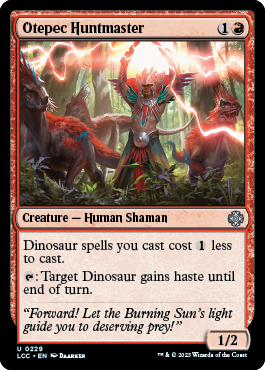 Otepec Huntmaster 1
Creature — Human Shaman
Dinosaur spells you cast cost 1 less
to cast.
: Target Dinosaur gains haste until
end of turn.
“Forward! Let the Burning Sun’s light
guide you to deserving prey!”
1/2
U 0229
LCC • EN Daarken
™ & © 2023 Wizards of the Coast